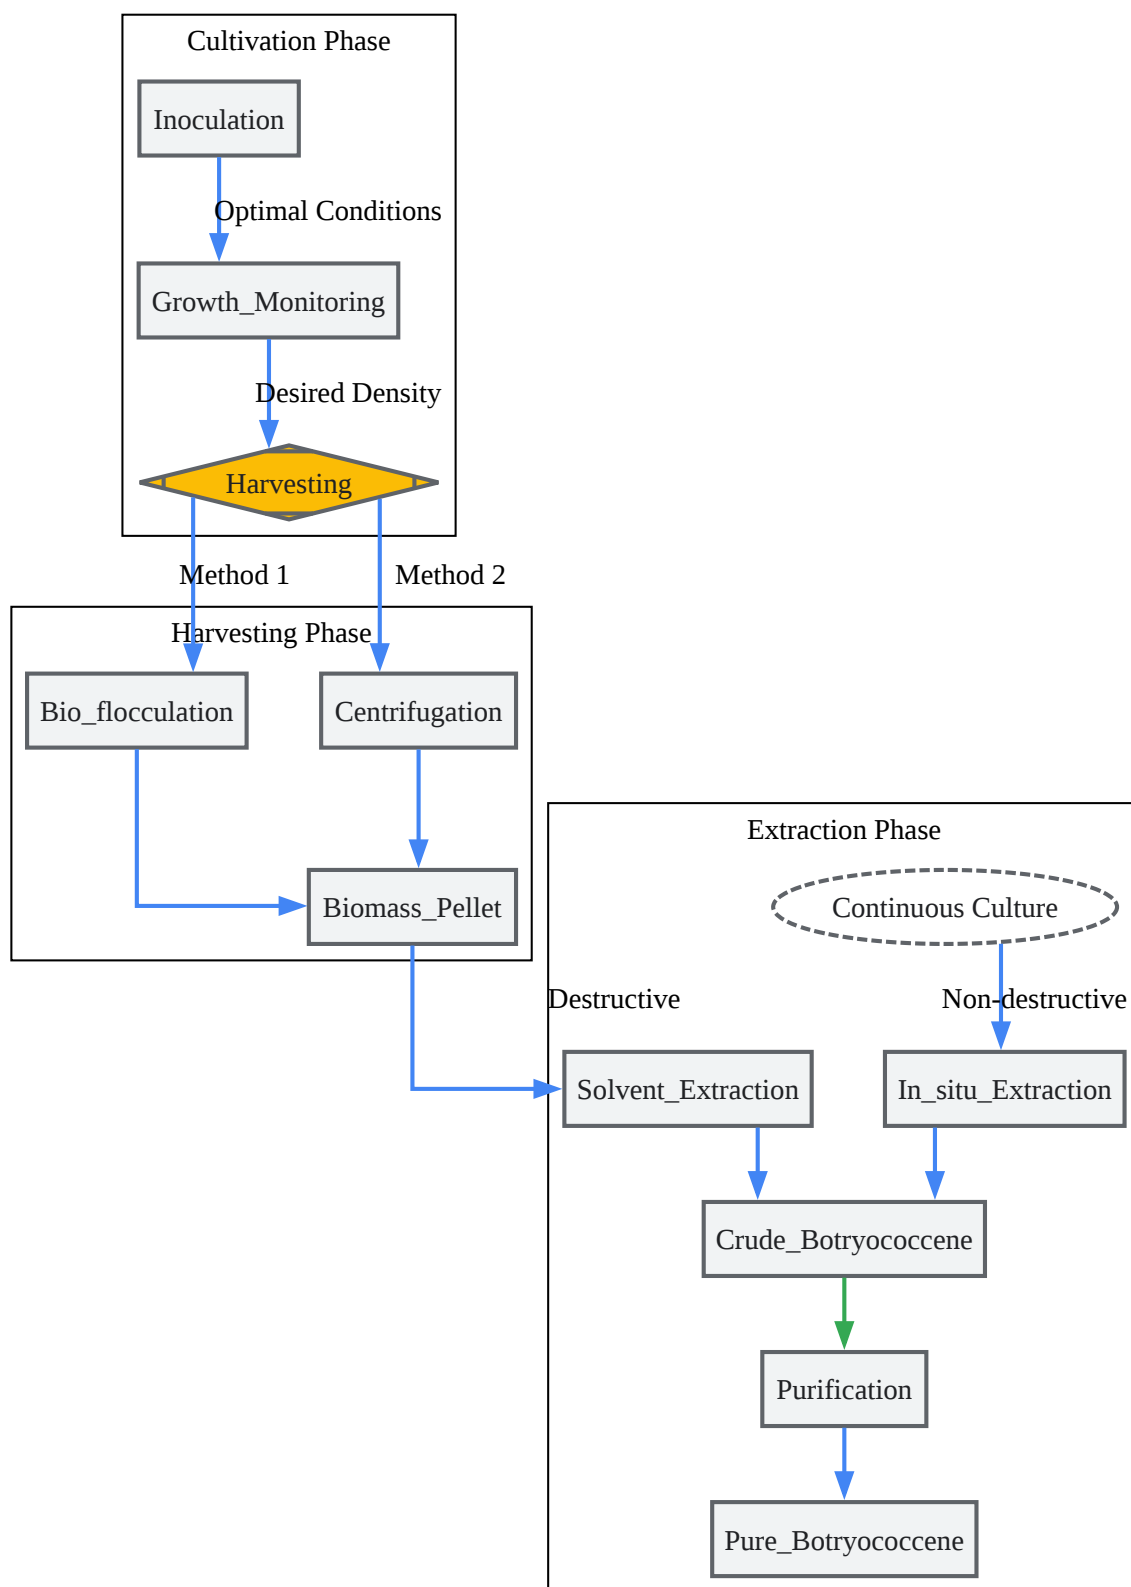 Cultivation Phase
Inoculation
Optimal Conditions
Growth_Monitoring
Desired Density
Harvesting
Method 1
Method 2
Harvesting Phase
Bio_flocculation
Centrifugation
Biomass_Pellet
Extraction Phase
Continuous Culture
Destructive
Non-destructive
Solvent_Extraction
In_situ_Extraction
Crude_Botryococcene
Purification
Pure_Botryococcene